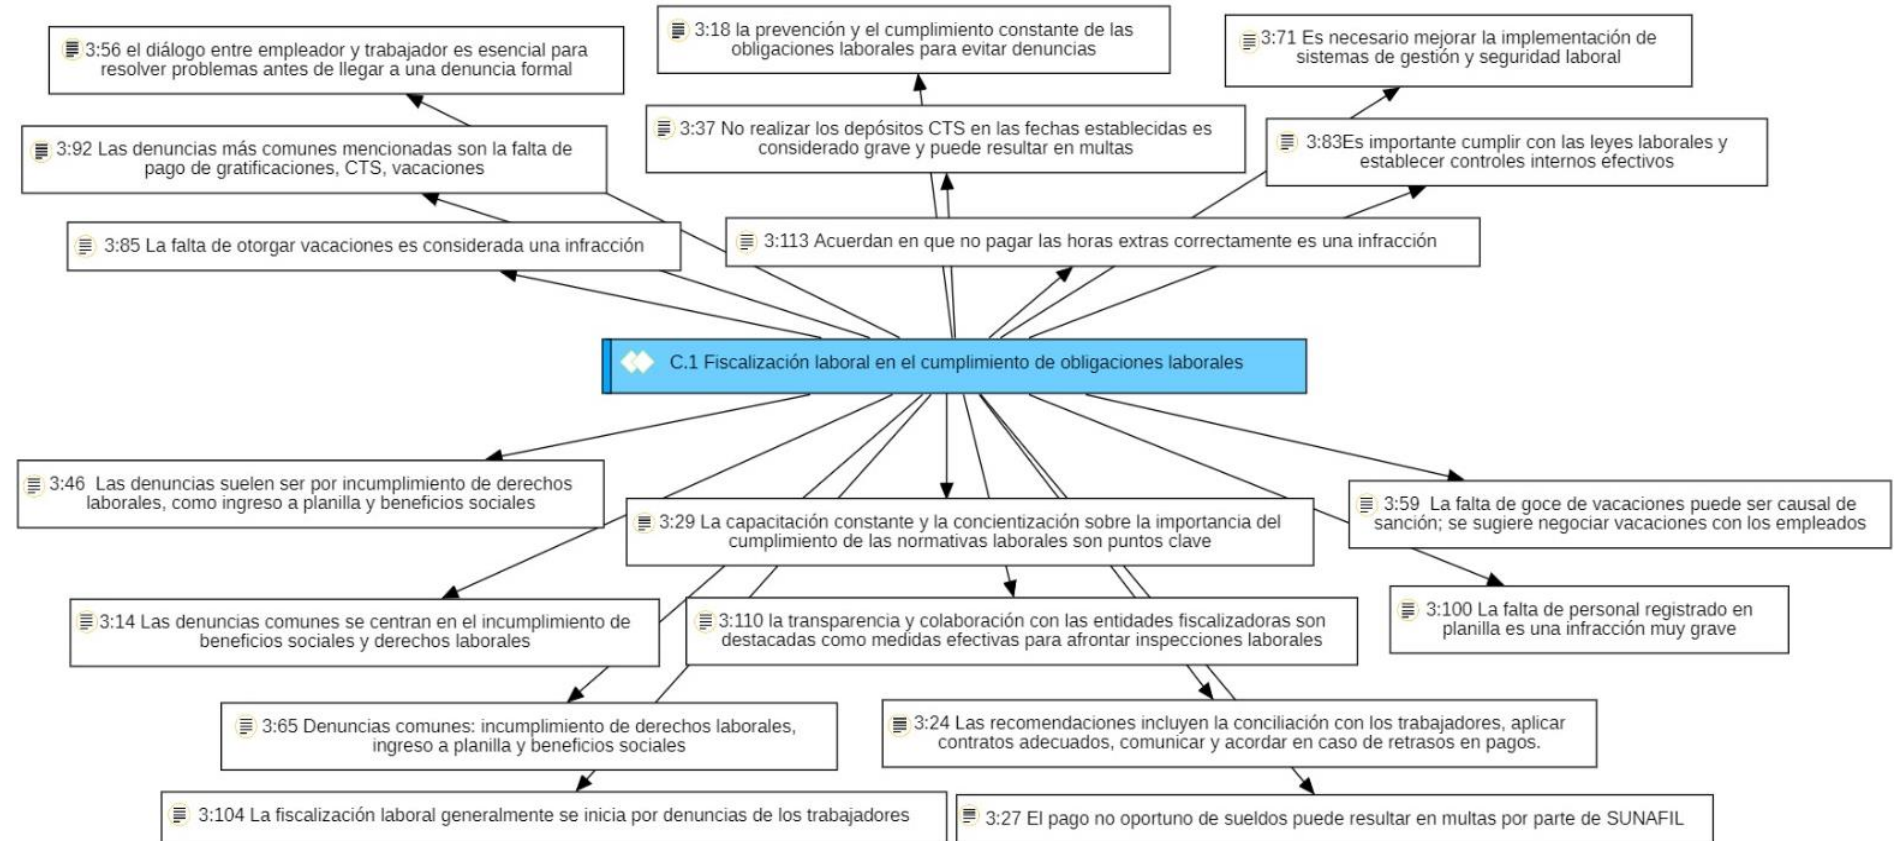 3:56 el diálogo entre empleador y trabajador es esencial para
resolver problemas antes de llegar a una denuncia formal
3:18 la prevención y el cumplimiento constante de las
obligaciones laborales para evitar denuncias
3:71 Es necesario mejorar la implementación de
sistemas de gestión y seguridad laboral
3:92 Las denuncias más comunes mencionadas son la falta de
pago de gratificaciones, CTS, vacaciones
3:37 No realizar los depósitos CTS en las fechas establecidas es
considerado grave y puede resultar en multas
3:83Es importante cumplir con las leyes laborales y
establecer controles internos efectivos
3:85 La falta de otorgar vacaciones es considerada una infracción
3:113 Acuerdan en que no pagar las horas extras correctamente es una infracción
C.1 Fiscalización laboral en el cumplimiento de obligaciones laborales
3:46 Las denuncias suelen ser por incumplimiento de derechos
laborales, como ingreso a planilla y beneficios sociales
3:29 La capacitación constante y la concientización sobre la importancia del
cumplimiento de las normativas laborales son puntos clave
3:59 La falta de goce de vacaciones puede ser causal de
sanción; se sugiere negociar vacaciones con los empleados
3:14 Las denuncias comunes se centran en el incumplimiento de
beneficios sociales y derechos laborales
3:110 la transparencia y colaboración con las entidades fiscalizadoras son
destacadas como medidas efectivas para afrontar inspecciones laborales
3:100 La falta de personal registrado en
planilla es una infracción muy grave
3:65 Denuncias comunes: incumplimiento de derechos laborales,
ingreso a planilla y beneficios sociales
3:24 Las recomendaciones incluyen la conciliación con los trabajadores, aplicar
contratos adecuados, comunicar y acordar en caso de retrasos en pagos.
3:104 La fiscalización laboral generalmente se inicia por denuncias de los trabajadores
3:27 El pago no oportuno de sueldos puede resultar en multas por parte de SUNAFIL